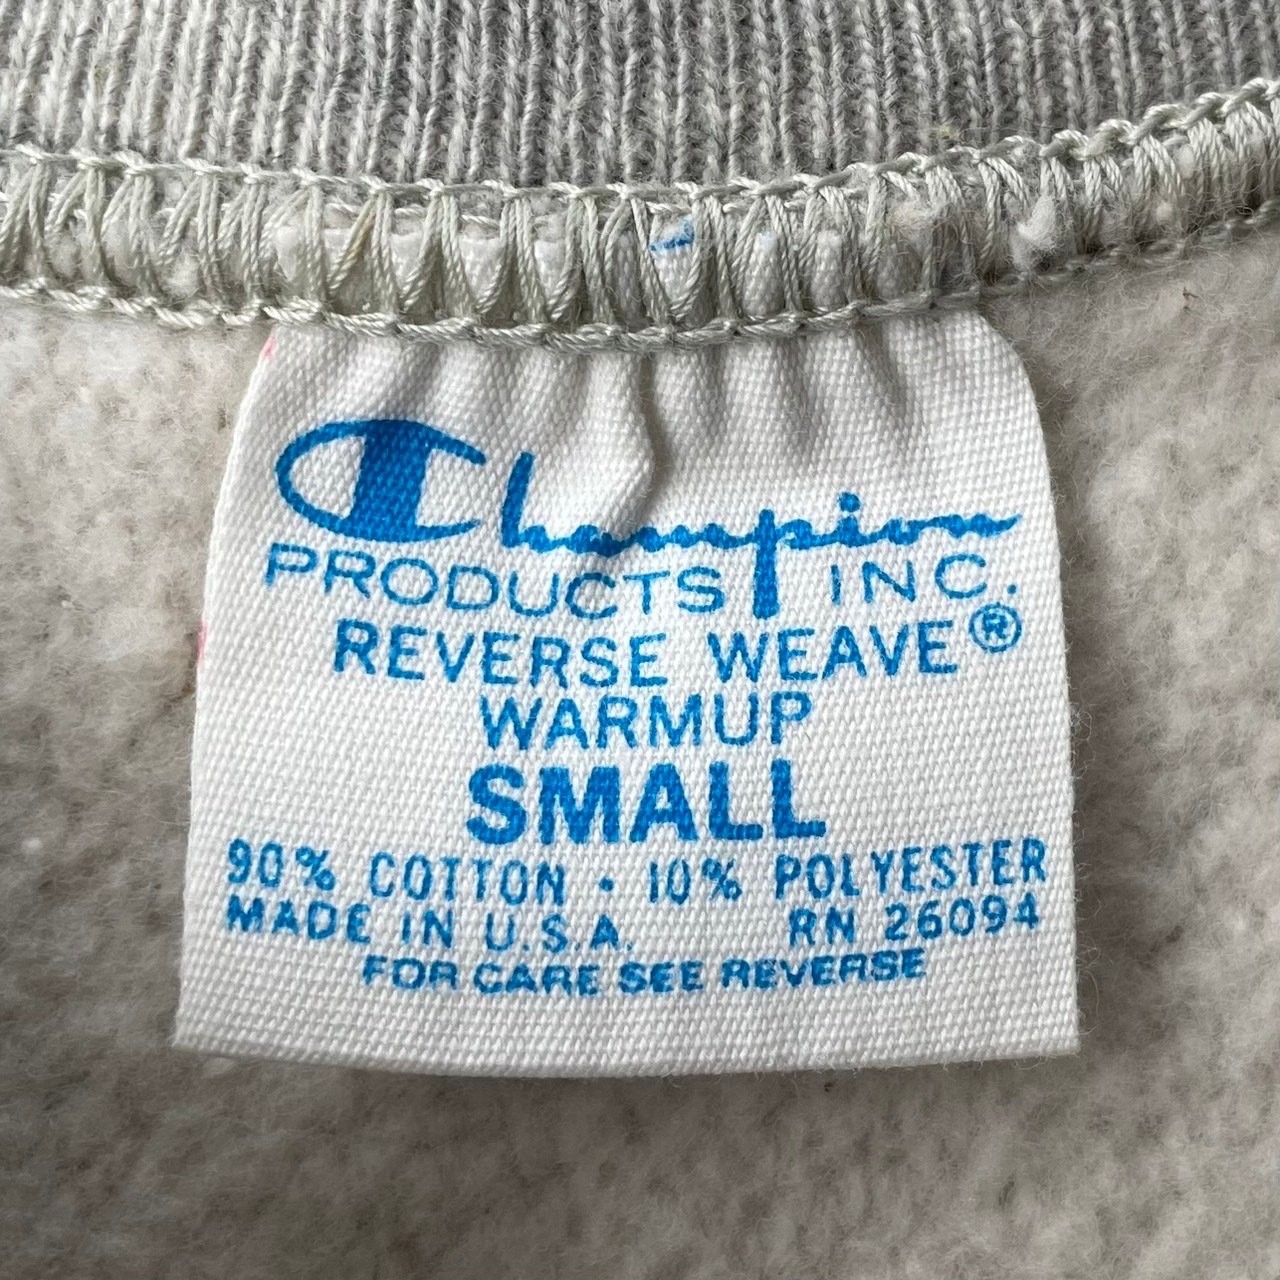 Champion
PRODUCTS INC.
REVERSE WEAVE®
WARMUP
SMALL
90% COTTON • 10% POLYESTER
MADE IN U.S.A. RN 26094
FOR CARE SEE REVERSE